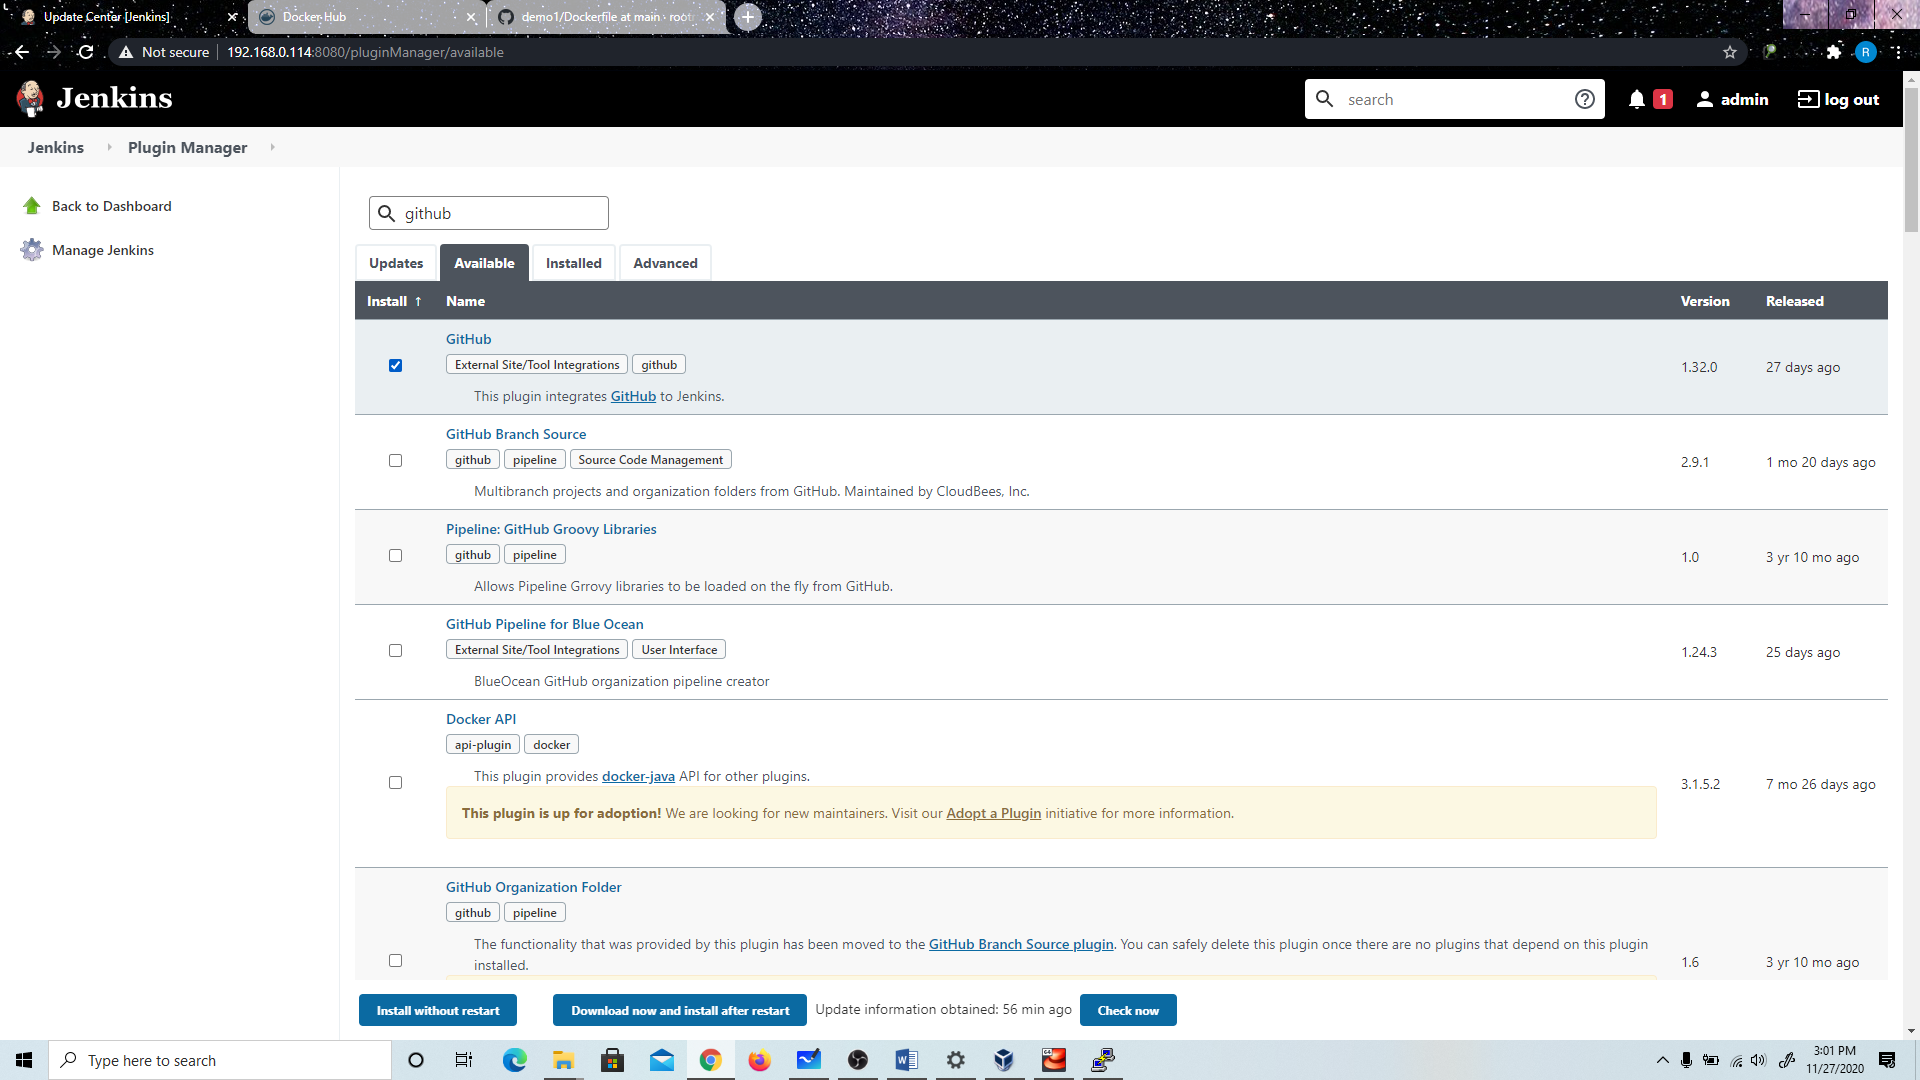 Update Center [Jenkins]
Docker Hub
demo1/Dockerfile at main · root
Not secure
192.168.0.114:8080/pluginManager/available
R
Jenkins
search
1
admin
log out
Jenkins
Plugin Manager
Back to Dashboard
Manage Jenkins
github
Updates
Available
Installed
Advanced
Install ↑
Name
Version
Released
GitHub
External Site/Tool Integrations
github
This plugin integrates GitHub to Jenkins.
1.32.0
27 days ago
GitHub Branch Source
github
pipeline
Source Code Management
Multibranch projects and organization folders from GitHub. Maintained by CloudBees, Inc.
2.9.1
1 mo 20 days ago
Pipeline: GitHub Groovy Libraries
github
pipeline
Allows Pipeline Grrovy libraries to be loaded on the fly from GitHub.
1.0
3 yr 10 mo ago
GitHub Pipeline for Blue Ocean
External Site/Tool Integrations
User Interface
BlueOcean GitHub organization pipeline creator
1.24.3
25 days ago
Docker API
api-plugin
docker
This plugin provides docker-java API for other plugins.
This plugin is up for adoption! We are looking for new maintainers. Visit our Adopt a Plugin initiative for more information.
3.1.5.2
7 mo 26 days ago
GitHub Organization Folder
github
pipeline
The functionality that was provided by this plugin has been moved to the GitHub Branch Source plugin. You can safely delete this plugin once there are no plugins that depend on this plugin
installed.
1.6
3 yr 10 mo ago
Install without restart
Download now and install after restart
Update information obtained: 56 min ago
Check now
Type here to search
3:01 PM
11/27/2020